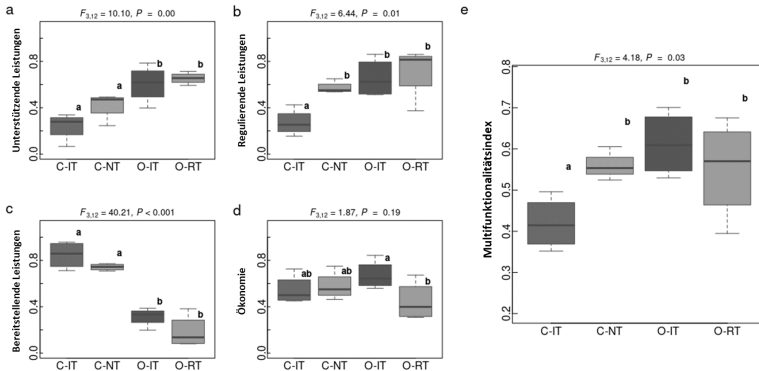 a
F3,12 = 10.10, P = 0.00
Unterstützende Leistungen
0.0 0.4 0.8
a a b b
C-IT C-NT O-IT O-RT
b
F3,12 = 6.44, P = 0.01
Regulierende Leistungen
0.0 0.4 0.8
a b b b
C-IT C-NT O-IT O-RT
c
F3,12 = 40.21, P < 0.001
Bereitstellende Leistungen
0.0 0.4 0.8
a a b b
C-IT C-NT O-IT O-RT
d
F3,12 = 1.87, P = 0.19
Ökonomie
0.0 0.4 0.8
ab ab a b
C-IT C-NT O-IT O-RT
e
F3,12 = 4.18, P = 0.03
Multifunktionalitätsindex
0.2 0.3 0.4 0.5 0.6 0.7 0.8
a b b b
C-IT C-NT O-IT O-RT